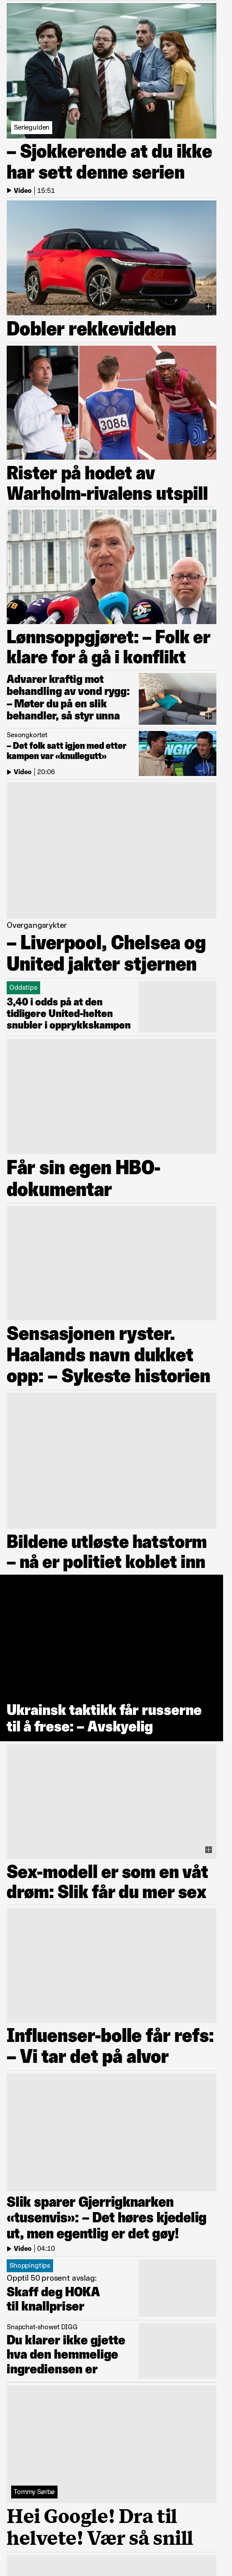 Serieguiden
– Sjokkerende at du ikke
har sett denne serien
Video | 15:51
Dobler rekkevidden
3086
Rister på hodet av
Warholm-rivalens utspill
Lønnsoppgjøret: – Folk er
klare for å gå i konflikt
Advarer kraftig mot
behandling av vond rygg:
– Møter du på en slik
behandler, så styr unna
Sesongkortet
– Det folk satt igjen med etter
kampen var «knullegutt»
Video | 20:06
Overgangsrykter
– Liverpool, Chelsea og
United jakter stjernen
Oddstips
3,40 i odds på at den
tidligere United-helten
snubler i opprykkskampen
Får sin egen HBO-
dokumentar
Sensasjonen ryster.
Haalands navn dukket
opp: – Sykeste historien
Bildene utløste hatstorm
– nå er politiet koblet inn
Ukrainsk taktikk får russerne
til å frese: – Avskyelig
Sex-modell er som en våt
drøm: Slik får du mer sex
Influenser-bolle får refs:
– Vi tar det på alvor
Slik sparer Gjerrigknarken
«tusenvis»: – Det høres kjedelig
ut, men egentlig er det gøy!
Video | 04:10
Shoppingtips
Opptil 50 prosent avslag:
Skaff deg HOKA
til knallpriser
Snapchat-showet DIGG
Du klarer ikke gjette
hva den hemmelige
ingrediensen er
Tommy Sørbø
Hei Google! Dra til
helvete! Vær så snill